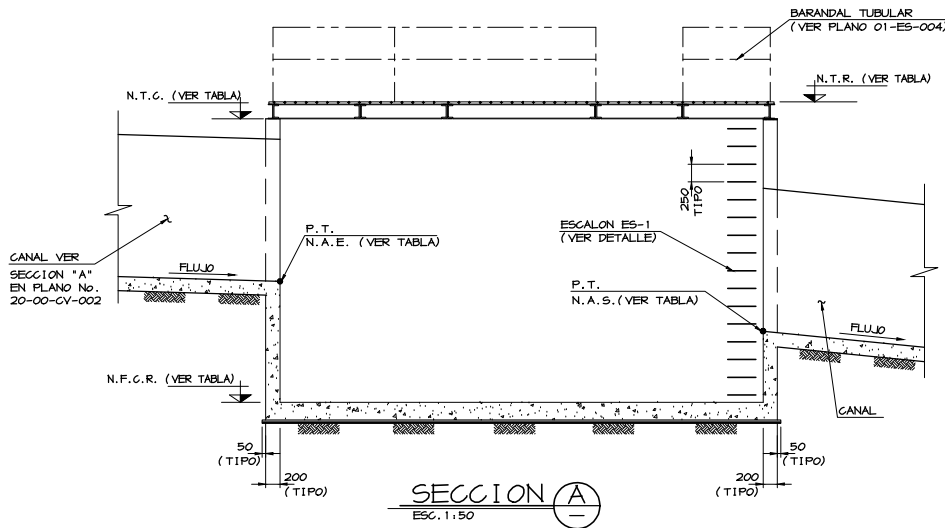 BARANDAL TUBULAR
(VER PLANO 01-ES-004)
N.T.R. (VER TABLA)
N.T.C. (VER TABLA)
250
TIPO
P.T.
N.A.E. (VER TABLA)
ESCALON ES-1
(VER DETALLE)
CANAL VER
SECCION "A"
EN PLANO No.
20-00-CV-002
FLUJO
P.T.
N.A.S.(VER TABLA)
FLUJO
N.F.C.R. (VER TABLA)
CANAL
50
(TIPO)
200
(TIPO)
50
(TIPO)
200
(TIPO)
SECCION A
ESC. 1:50